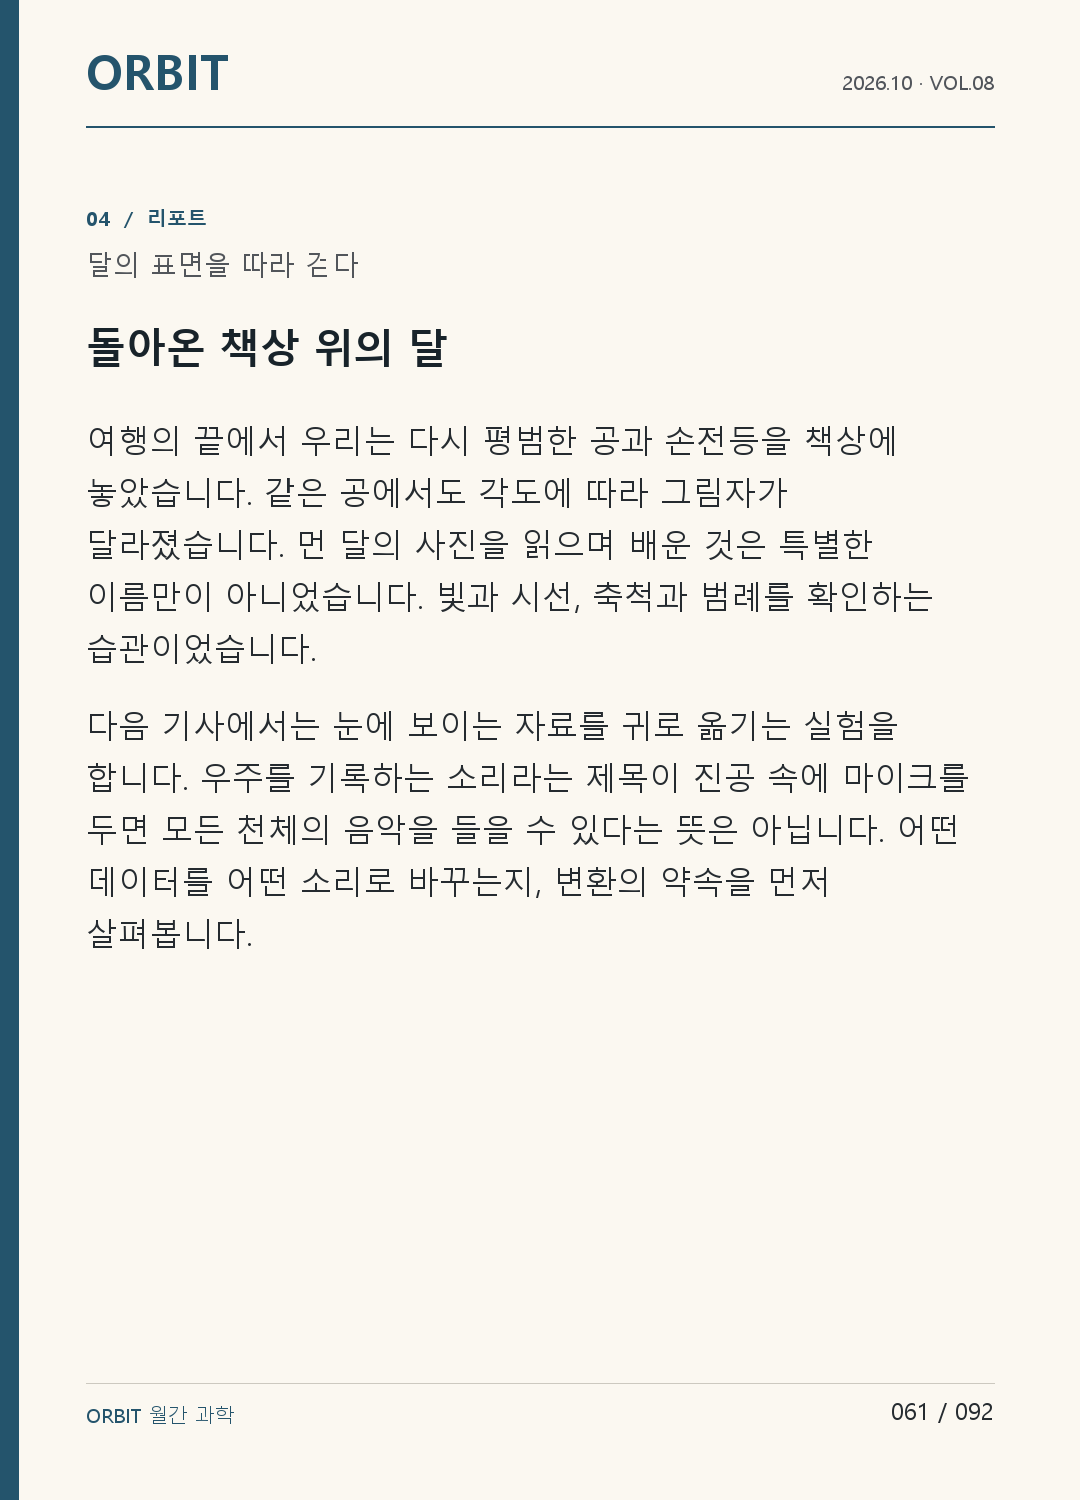 ORBIT
2026.10 · VOL.08
04 / 리포트
달의 표면을 따라 걷다
돌아온 책상 위의 달
여행의 끝에서 우리는 다시 평범한 공과 손전등을 책상에
놓았습니다. 같은 공에서도 각도에 따라 그림자가
달라졌습니다. 먼 달의 사진을 읽으며 배운 것은 특별한
이름만이 아니었습니다. 빛과 시선, 축척과 범례를 확인하는
습관이었습니다.
다음 기사에서는 눈에 보이는 자료를 귀로 옮기는 실험을
합니다. 우주를 기록하는 소리라는 제목이 진공 속에 마이크를
두면 모든 천체의 음악을 들을 수 있다는 뜻은 아닙니다. 어떤
데이터를 어떤 소리로 바꾸는지, 변환의 약속을 먼저
살펴봅니다.
ORBIT 월간 과학
061 / 092